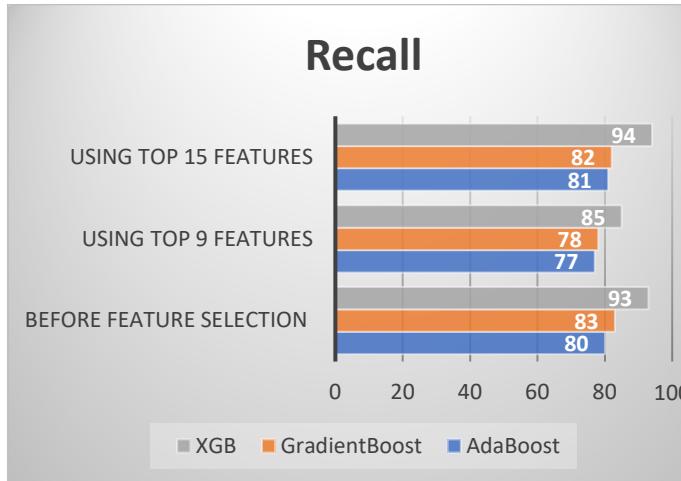 Recall
USING TOP 15 FEATURES
94
82
81
USING TOP 9 FEATURES
85
78
77
BEFORE FEATURE SELECTION
93
83
80
0 20 40 60 80 100
XGB GradientBoost AdaBoost